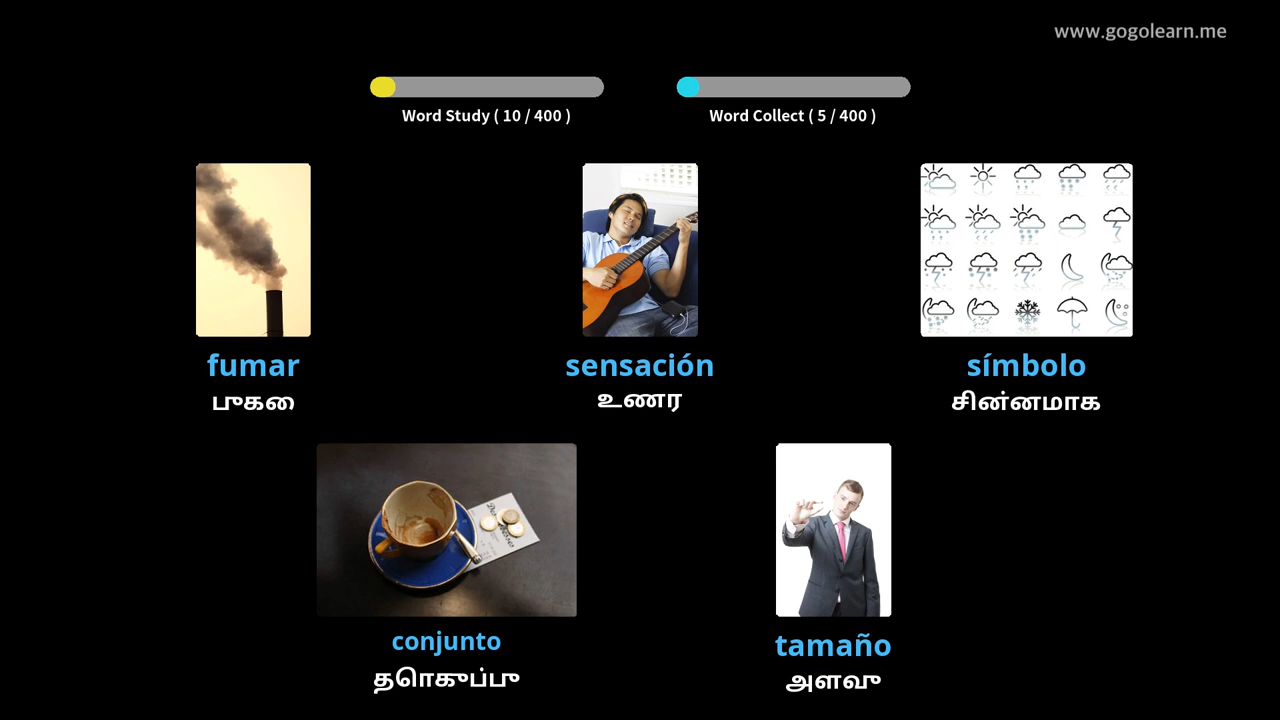 www.gogolearn.me
Word Study ( 10 / 400 )
Word Collect ( 5 / 400 )
fumar
புகை
sensación
உணர
símbolo
சின்னமாக
conjunto
தொகுப்பு
tamaño
அளவு